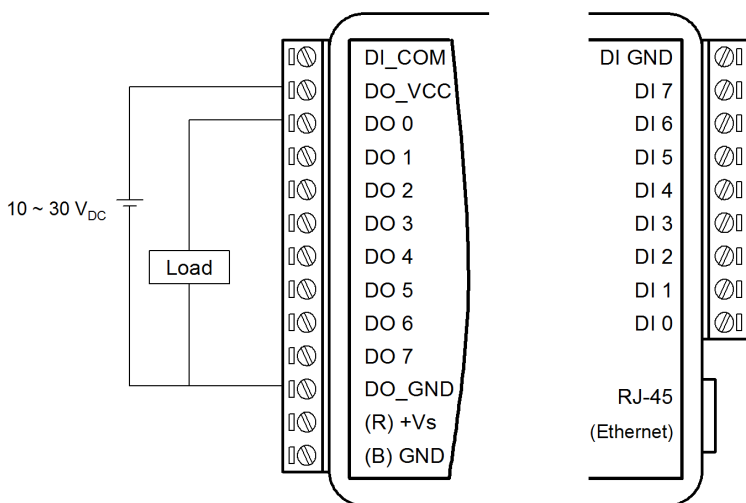 DI_COM
DO_VCC
DO 0
DO 1
DO 2
DO 3
DO 4
DO 5
DO 6
DO 7
DO_GND
(R) +Vs
(B) GND
10 ~ 30 VDC
Load
DI GND
DI 7
DI 6
DI 5
DI 4
DI 3
DI 2
DI 1
DI 0
RJ-45
(Ethernet)